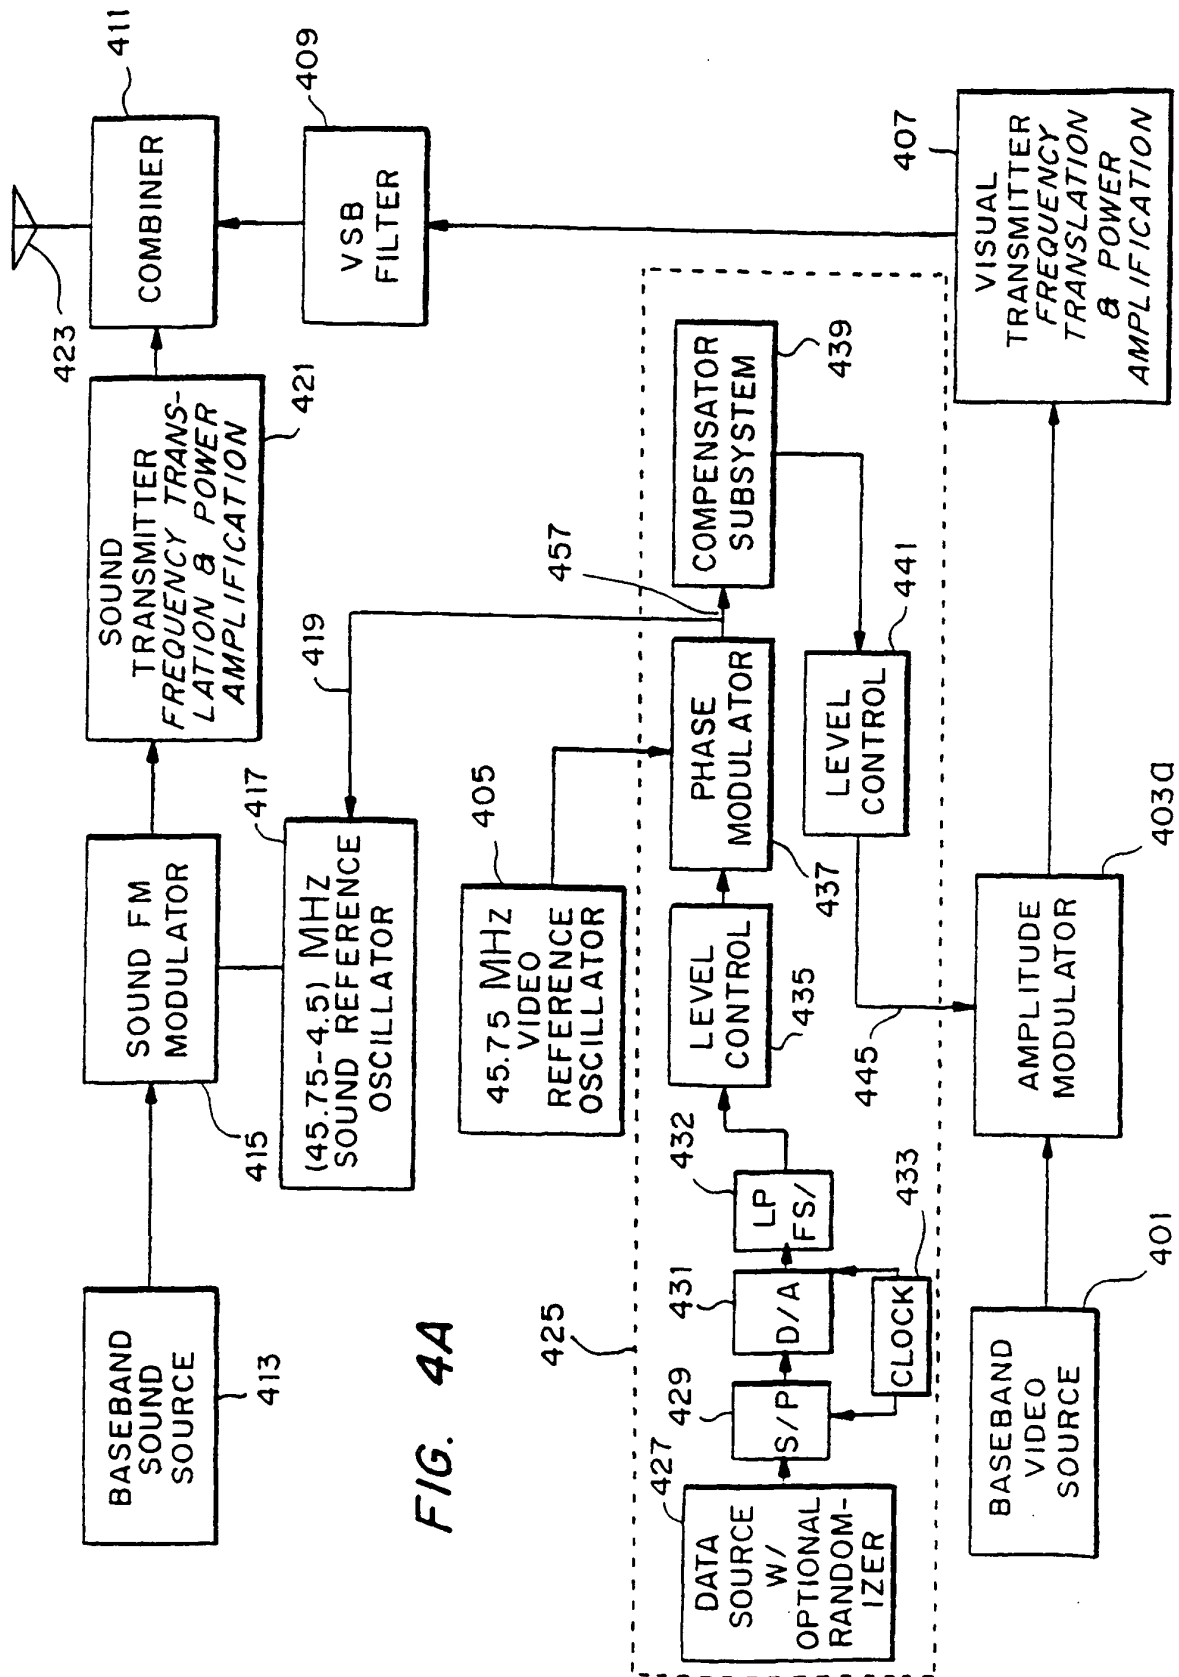 423
411
COMBINER
409
VSB
FILTER
421
SOUND
TRANSMITTER
FREQUENCY TRANS-
LATION & POWER
AMPLIFICATION
SOUND FM
MODULATOR
415
417
(45.75-4.5) MHZ
SOUND REFERENCE
OSCILLATOR
419
BASEBAND
SOUND
SOURCE
413
FIG. 4A
405
45.75 MHZ
VIDEO
REFERENCE
OSCILLATOR
425
427
DATA
SOURCE
W/
OPTIONAL
RANDOM-
IZER
429
S/P
431
D/A
433
CLOCK
432
LP
FS/
LEVEL
CONTROL
435
PHASE
MODULATOR
437
457
COMPENSATOR
SUBSYSTEM
439
441
LEVEL
CONTROL
445
BASEBAND
VIDEO
SOURCE
401
AMPLITUDE
MODULATOR
403a
407
VISUAL
TRANSMITTER
FREQUENCY
TRANSLATION
& POWER
AMPLIFICATION